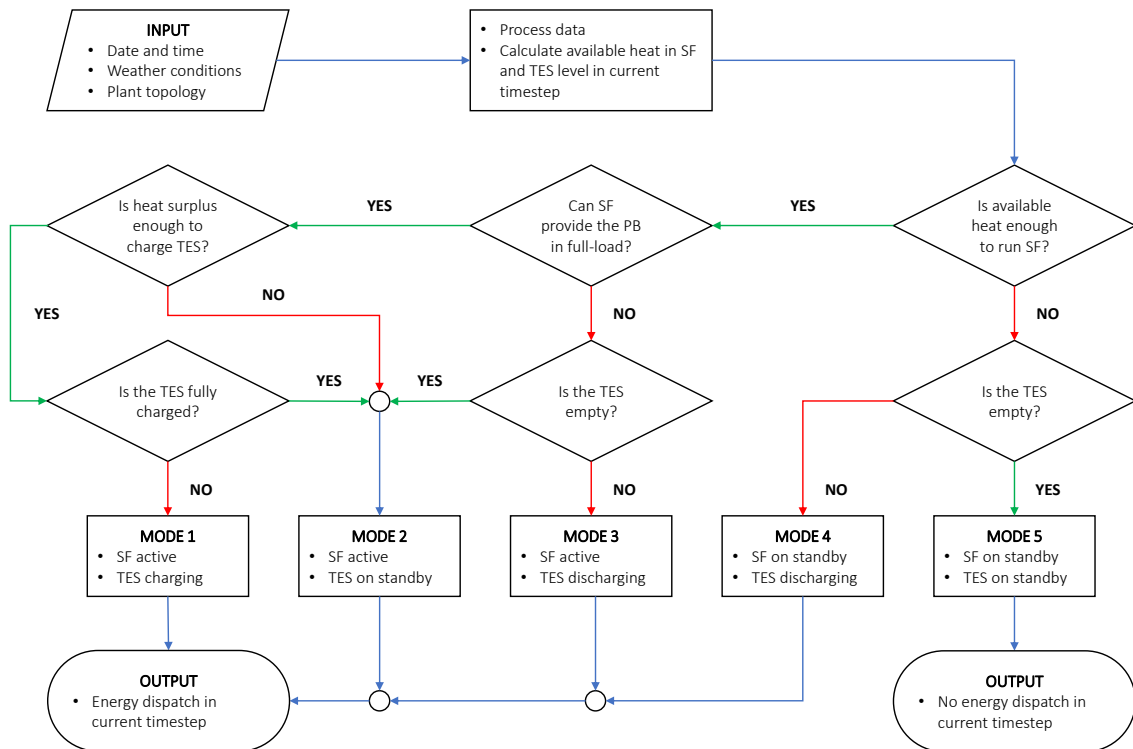 INPUT
• Date and time
• Weather conditions
• Plant topology
• Process data
• Calculate available heat in SF
and TES level in current
timestep
Is heat surplus
enough to
charge TES?
YES
Can SF
provide the PB
in full-load?
YES
Is available
heat enough
to run SF?
NO
YES
NO
NO
Is the TES fully
charged?
YES
YES
Is the TES
empty?
Is the TES
empty?
NO
NO
NO
YES
MODE 1
• SF active
• TES charging
MODE 2
• SF active
• TES on standby
MODE 3
• SF active
• TES discharging
MODE 4
• SF on standby
• TES discharging
MODE 5
• SF on standby
• TES on standby
OUTPUT
• Energy dispatch in
current timestep
OUTPUT
• No energy dispatch in
current timestep